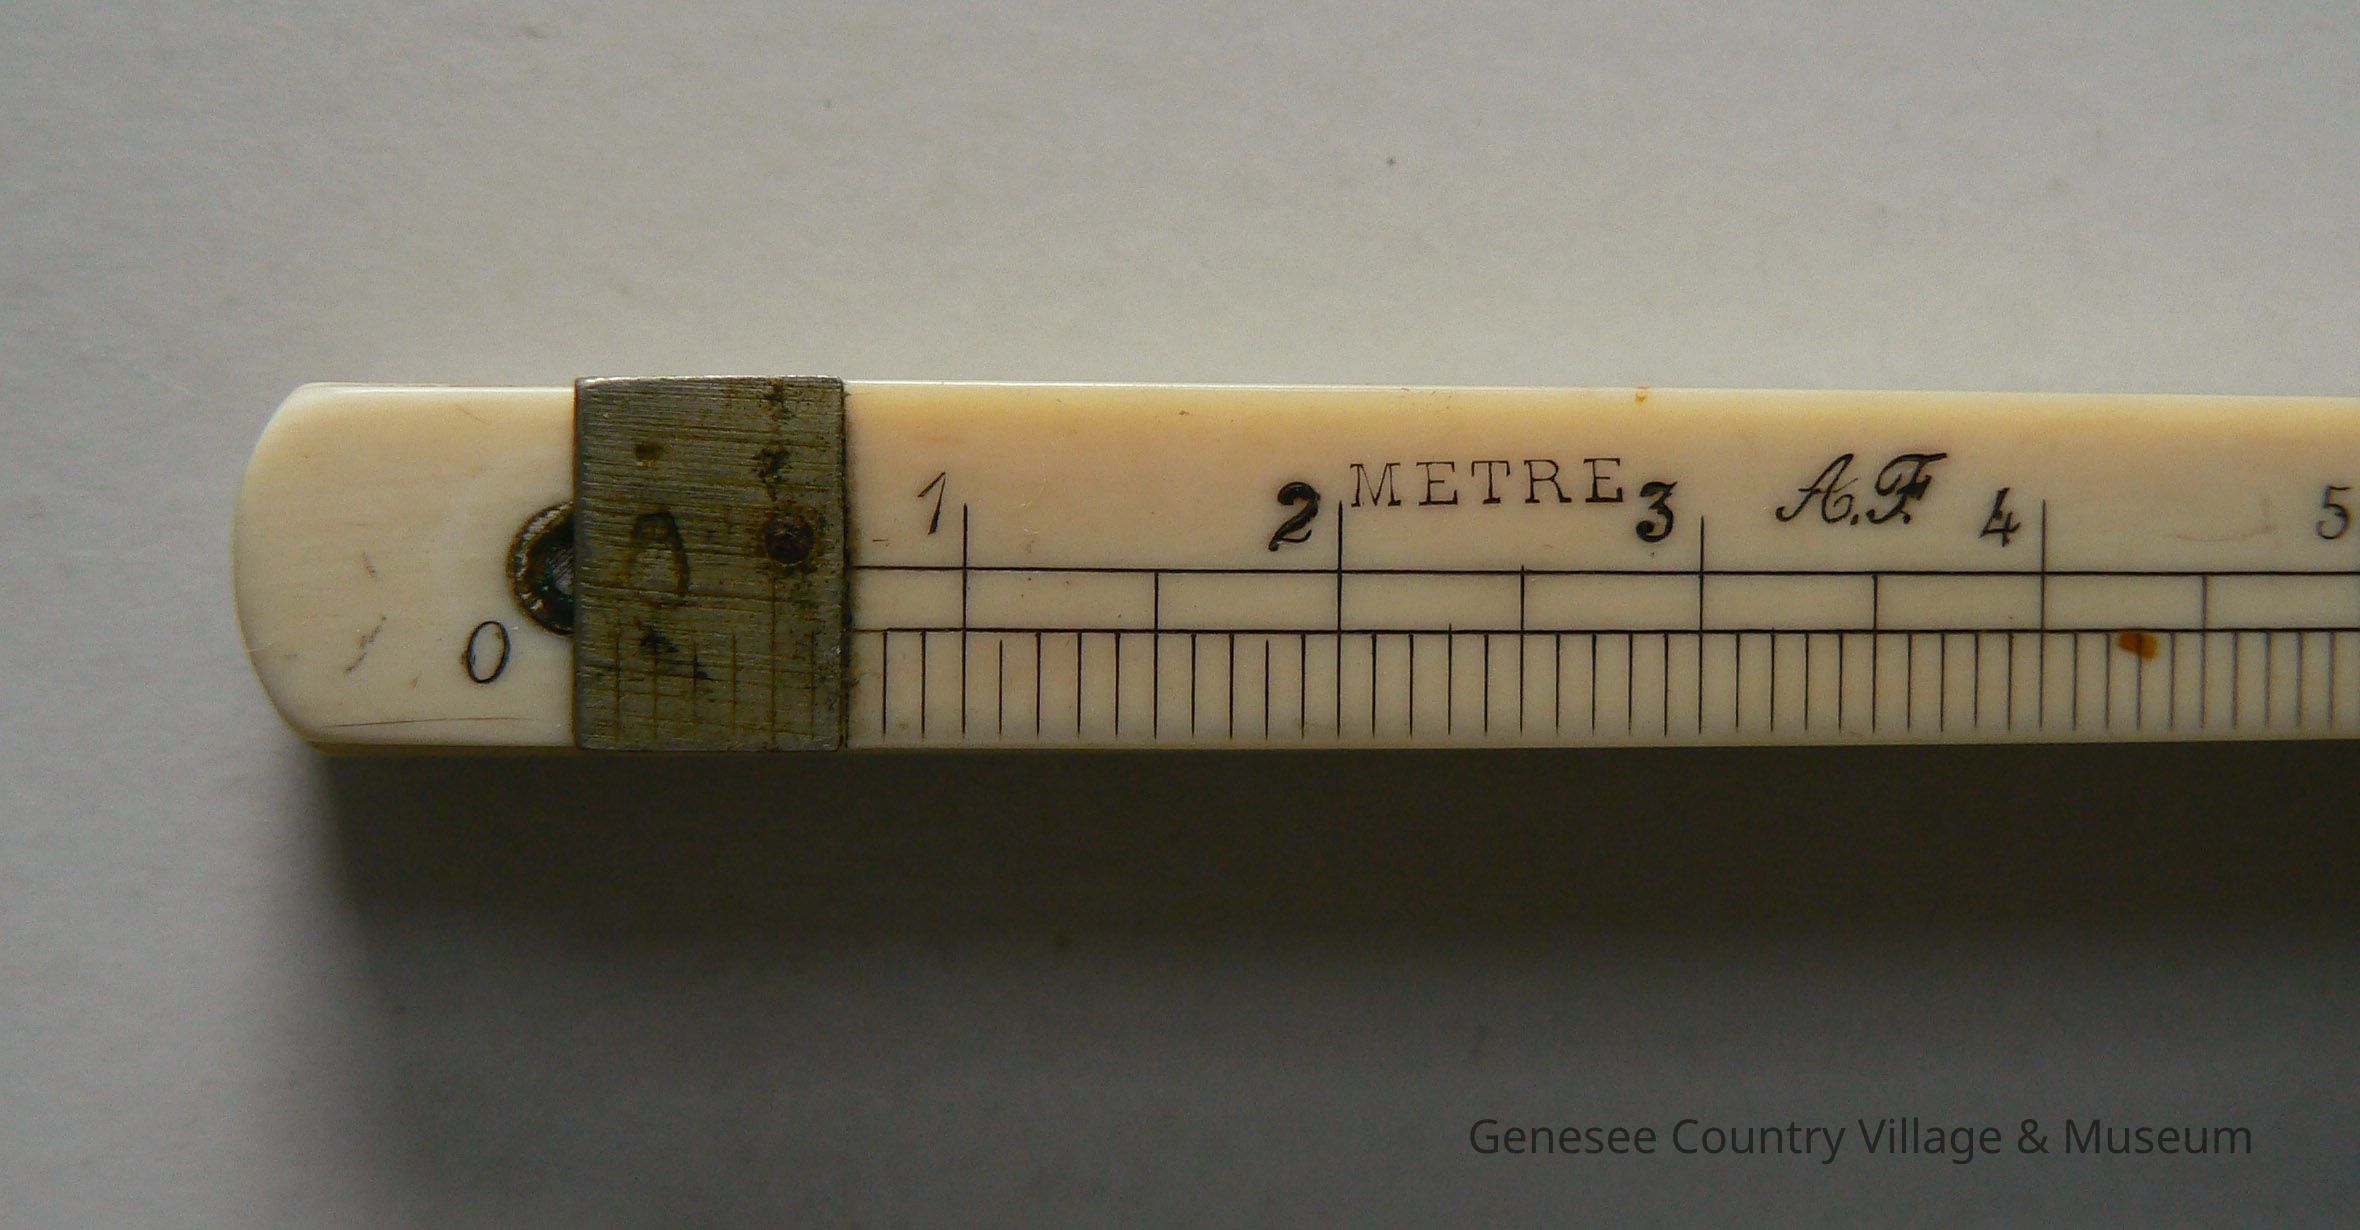 0 1 2 METRE 3 A.F. 4 5
Genesee Country Village & Museum